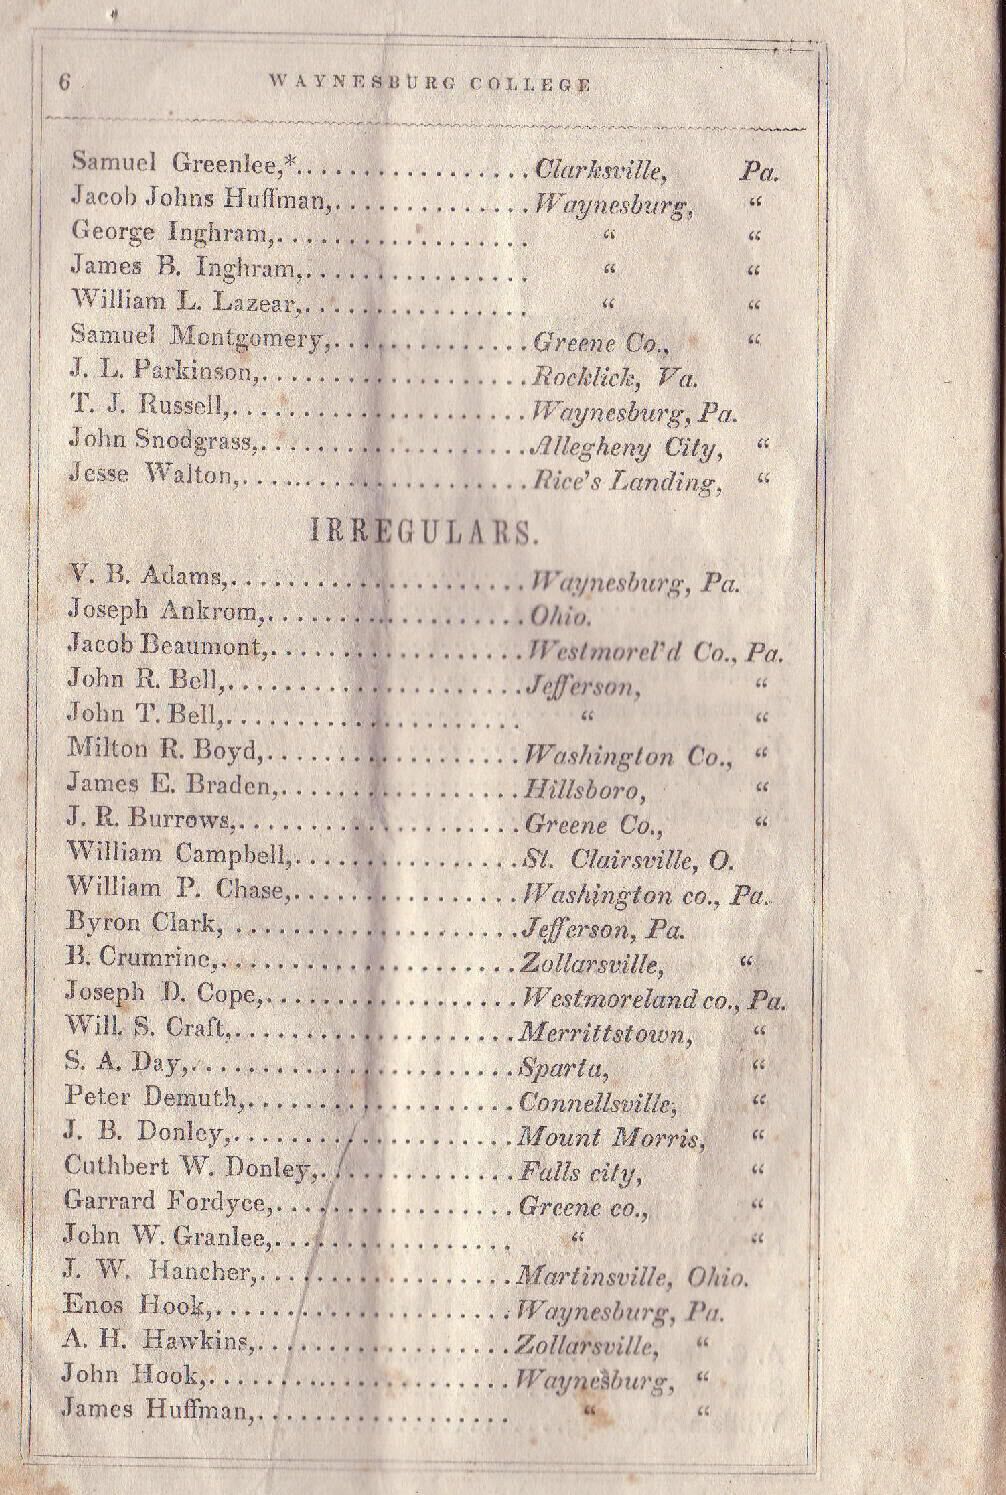 6 WAYNESBURG COLLEGE
Samuel Greenlee,*................. Clarksville, Pa.
Jacob Johns Huffman,.............. Waynesburg, “
George Inghram,................... “ “
James B. Inghram,................. “ “
William L. Lazear,................ “ “
Samuel Montgomery,.............. Greene Co., “
J. L. Parkinson,.................... Rocklick, Va.
T. J. Russell,...................... Waynesburg, Pa.
John Snodgrass,.................... Allegheny City, “
Jesse Walton,...................... Rice's Landing, “
IRREGULARS.
V. B. Adams,...................... Waynesburg, Pa.
Joseph Ankrom,................... Ohio.
Jacob Beaumont,................... Westmorel'd Co., Pa.
John R. Bell,...................... Jefferson, “
John T. Bell,...................... “ “
Milton R. Boyd,................... Washington Co., “
James E. Braden,.................. Hillsboro, “
J. R. Burrows,..................... Greene Co., “
William Campbell,................ St. Clairsville, O.
William P. Chase,................. Washington co., Pa.
Byron Clark, ..................... Jefferson, Pa.
B. Crumrine,...................... Zollarsville, “
Joseph D. Cope,................... Westmoreland co., Pa.
Will. S. Craft,..................... Merrittstown, “
S. A. Day,........................ Sparta, “
Peter Demuth,.................... Connellsville, “
J. B. Donley,..................... Mount Morris, “
Cuthbert W. Donley,.............. Falls city, “
Garrard Fordyce,.................. Greene co., “
John W. Granlee,.................. “ “
J. W. Hancher,................... Martinsville, Ohio.
Enos Hook,....................... Waynesburg, Pa.
A. H. Hawkins,................... Zollarsville, “
John Hook,....................... Waynesburg, “
James Huffman,................... “ “